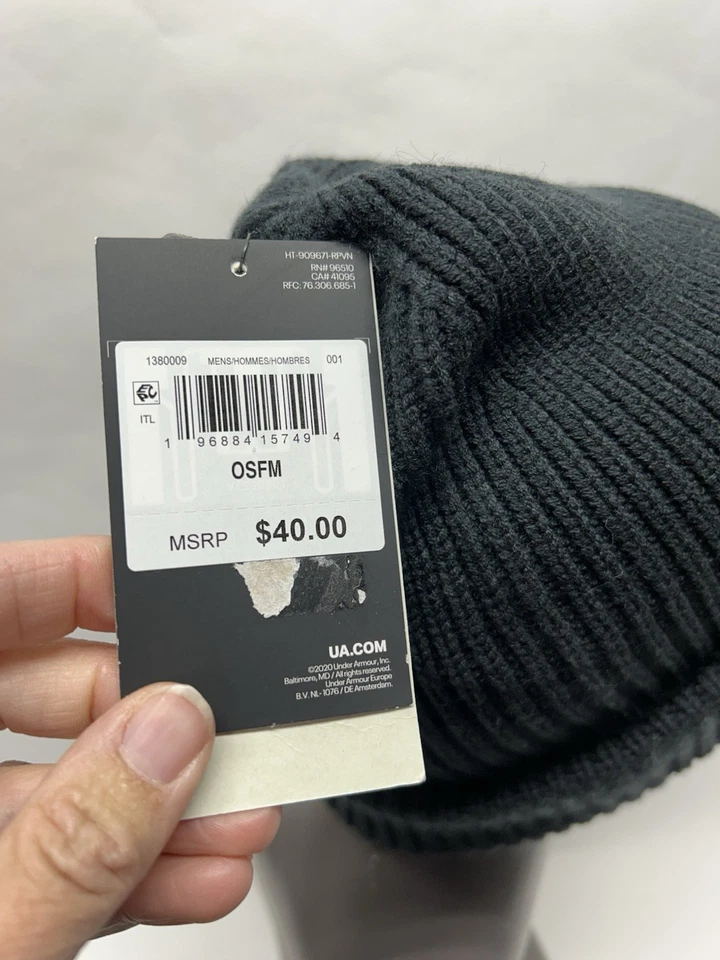 HT-909671-RPVN
RN# 96510
CA# 41095
RFC: 76.306.685-1
1380009 MENS/HOMMES/HOMBRES 001
ITL
1 96884 15749 4
OSFM
MSRP $40.00
UA.COM
©2020 Under Armour, Inc.
Baltimore, MD / All rights reserved.
Under Armour Europe
B.V. NL- 1076 / DE Amsterdam.